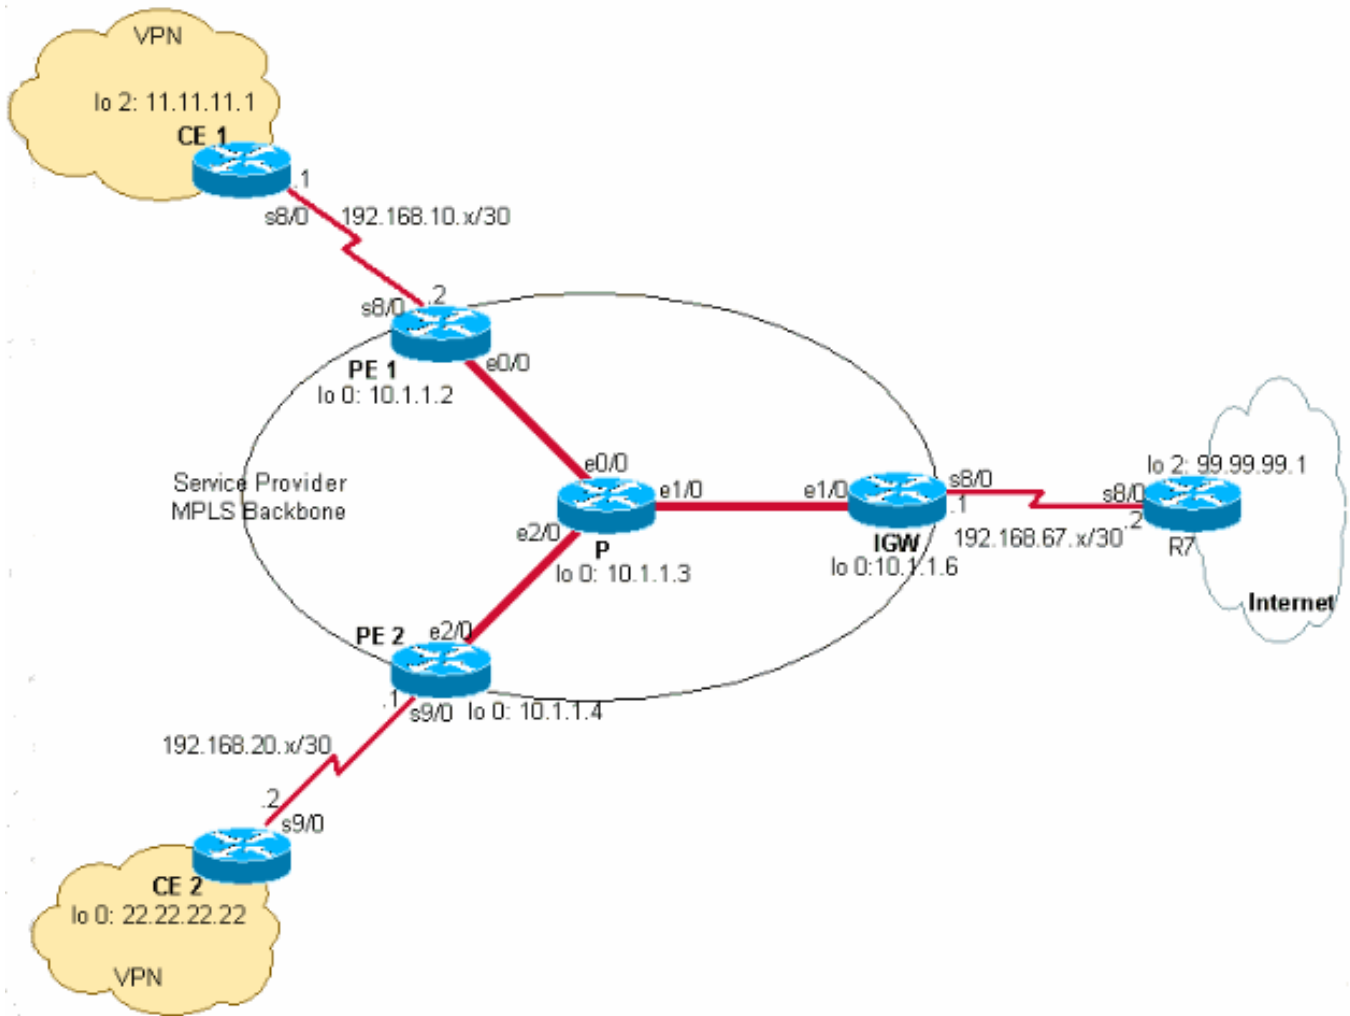 VPN
lo 2: 11.11.11.1
CE 1
.1
s8/0
192.168.10.x/30
.2
s8/0
PE 1
e0/0
lo 0: 10.1.1.2
Service Provider
MPLS Backbone
e0/0
e1/0
e2/0
P
lo 0: 10.1.1.3
e1/0
s8/0
.1
IGW
192.168.67.x/30
lo 0:10.1.1.6
lo 2: 99.99.99.1
s8/0
.2
R7
Internet
PE 2
e2/0
.1
s9/0
lo 0: 10.1.1.4
192.168.20.x/30
.2
s9/0
CE 2
lo 0: 22.22.22.22
VPN